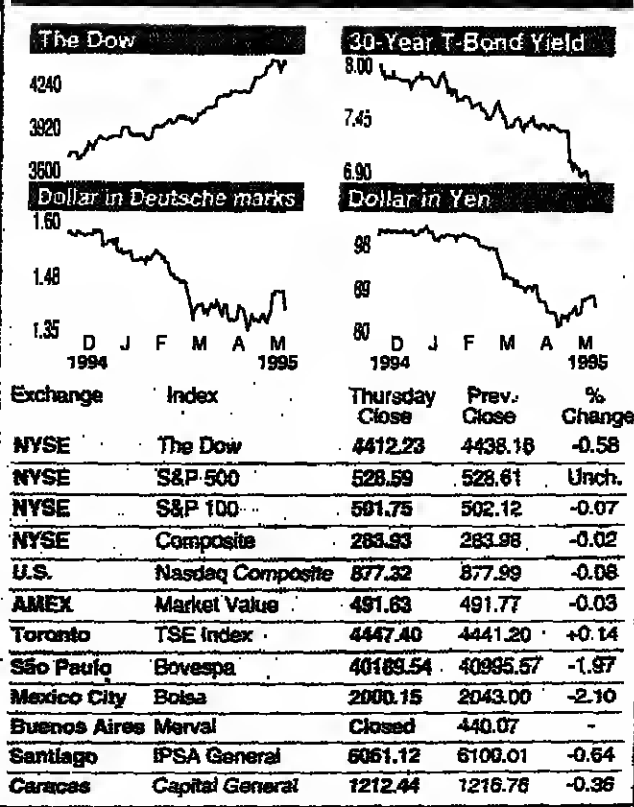 The Dow
30-Year T-Bond Yield
4240
3920
3600
8.00
7.45
6.90
Dollar in Deutsche marks
Dollar in Yen
1.60
1.48
1.35
98
89
80
D J F M A M
1994 1995
D J F M A M
1994 1995
Exchange Index Thursday Close Prev. Close % Change
NYSE The Dow 4412.23 4438.16 -0.58
NYSE S&P 500 528.59 528.61 Unch.
NYSE S&P 100 501.75 502.12 -0.07
NYSE Composite 283.93 283.98 -0.02
U.S. Nasdaq Composite 877.32 877.99 -0.08
AMEX Market Value 491.63 491.77 -0.03
Toronto TSE Index 4447.40 4441.20 +0.14
São Paulo Bovespa 40189.54 40995.57 -1.97
Mexico City Bolsa 2000.15 2043.00 -2.10
Buenos Aires Merval Closed 440.07 -
Santiago IPSA General 6061.12 6100.01 -0.64
Caracas Capital General 1212.44 1216.76 -0.36